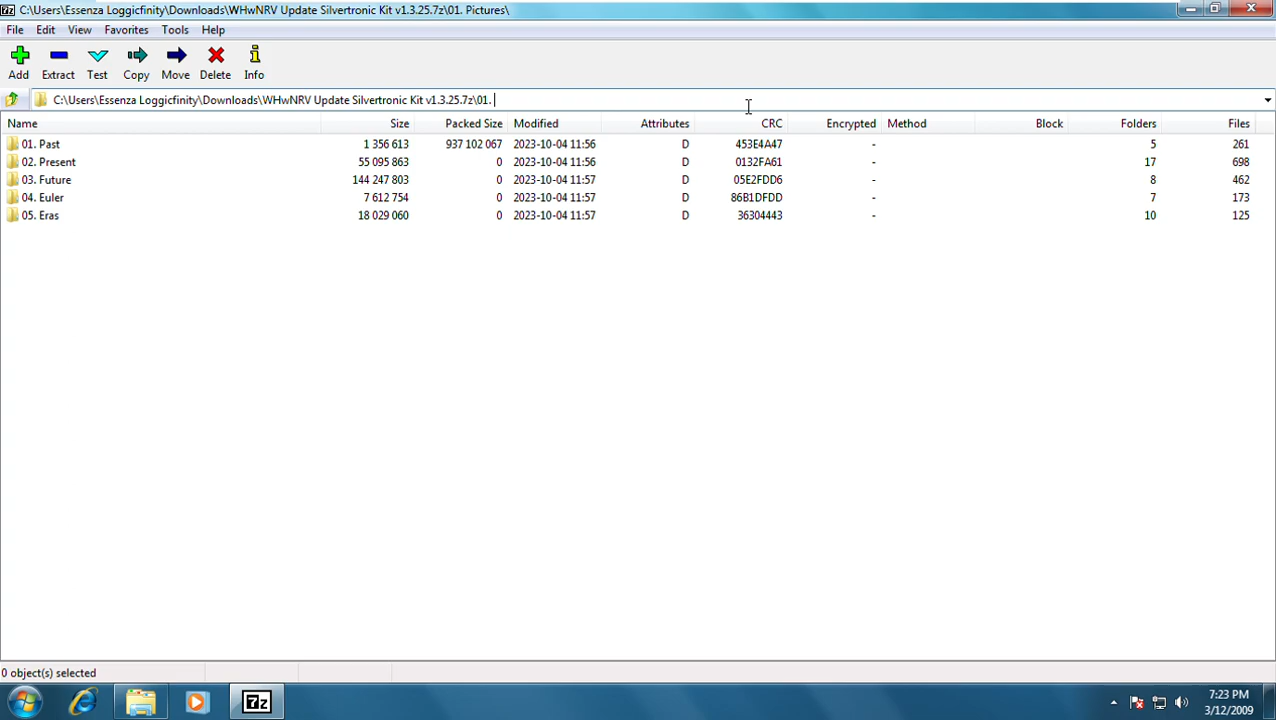 C:\Users\Essenza Loggicfinity\Downloads\WHwNRV Update Silvertronic Kit v1.3.25.7z\01. Pictures\
File Edit View Favorites Tools Help
Add Extract Test Copy Move Delete Info
C:\Users\Essenza Loggicfinity\Downloads\WHwNRV Update Silvertronic Kit v1.3.25.7z\01.
Name Size Packed Size Modified Attributes CRC Encrypted Method Block Folders Files
01. Past 1 356 613 937 102 067 2023-10-04 11:56 D 453E4A47 - 5 261
02. Present 55 095 863 0 2023-10-04 11:56 D 0132FA61 - 17 698
03. Future 144 247 803 0 2023-10-04 11:57 D 05E2FDD6 - 8 462
04. Euler 7 612 754 0 2023-10-04 11:57 D 86B1DFDD - 7 173
05. Eras 18 029 060 0 2023-10-04 11:57 D 36304443 - 10 125
0 object(s) selected
7z
7:23 PM
3/12/2009